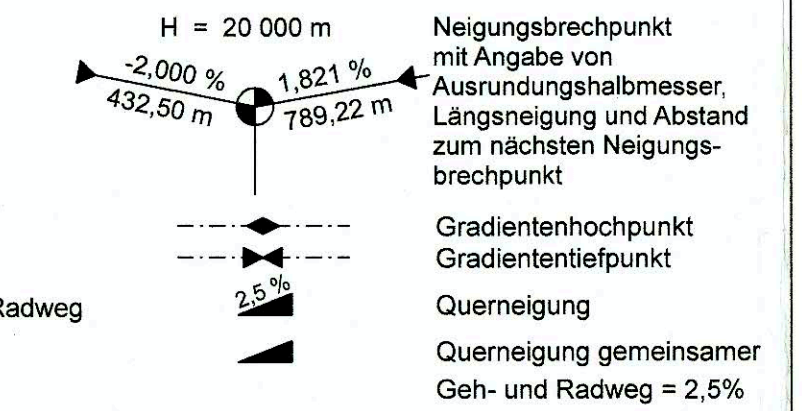 H = 20 000 m
-2,000 %
432,50 m
1,821 %
789,22 m
Neigungsbrechpunkt
mit Angabe von
Ausrundungshalbmesser,
Längsneigung und Abstand
zum nächsten Neigungs-
brechpunkt
Gradientenhochpunkt
Gradiententiefpunkt
Radweg
2,5 %
Querneigung
Querneigung gemeinsamer
Geh- und Radweg = 2,5%